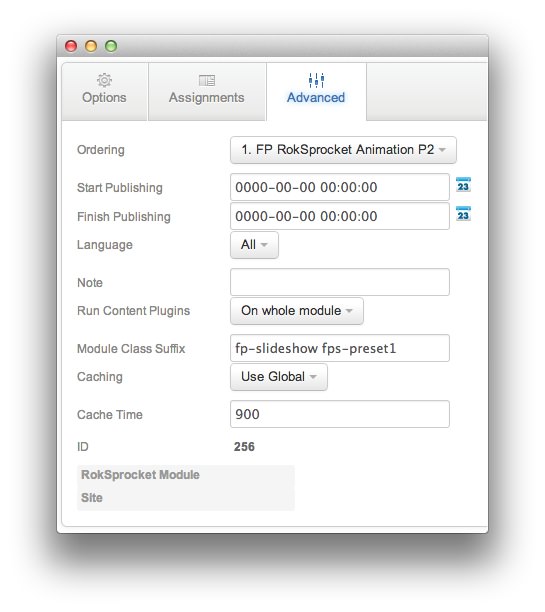 Options Assignments Advanced
Ordering 1. FP RokSprocket Animation P2
Start Publishing 0000-00-00 00:00:00 23
Finish Publishing 0000-00-00 00:00:00 23
Language All
Note
Run Content Plugins On whole module
Module Class Suffix fp-slideshow fps-preset1
Caching Use Global
Cache Time 900
ID 256
RokSprocket Module
Site